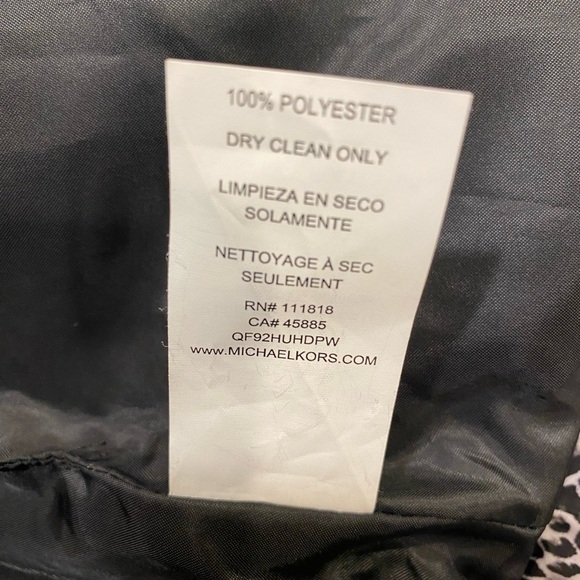 100% POLYESTER
DRY CLEAN ONLY
LIMPIEZA EN SECO
SOLAMENTE
NETTOYAGE À SEC
SEULEMENT
RN# 111818
CA# 45885
QF92HUHDPW
WWW.MICHAELKORS.COM